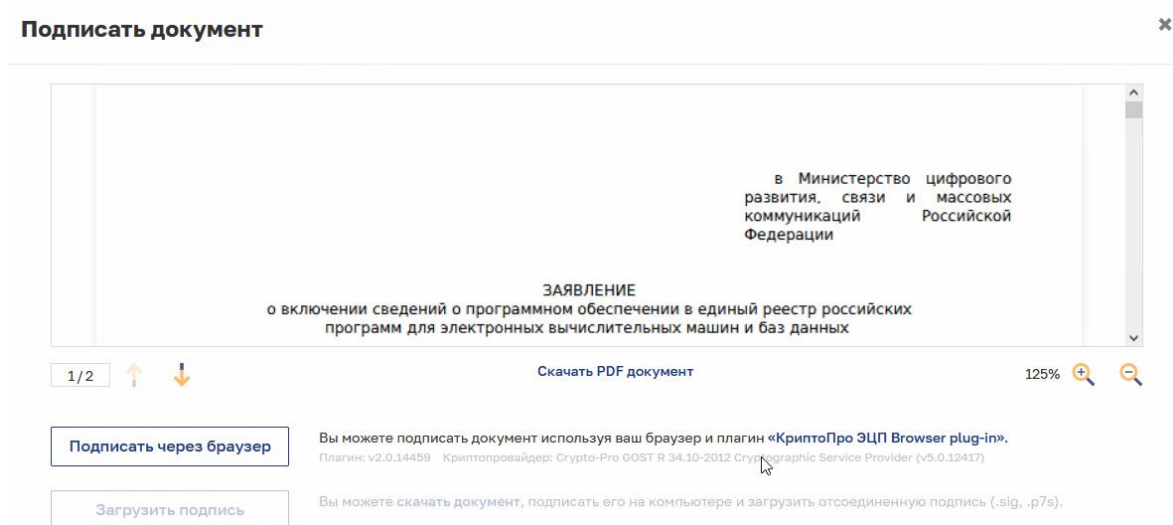 Подписать документ
в Министерство цифрового
развития, связи и массовых
коммуникаций Российской
Федерации
ЗАЯВЛЕНИЕ
о включении сведений о программном обеспечении в единый реестр российских
программ для электронных вычислительных машин и баз данных
1/2
Скачать PDF документ
125%
Подписать через браузер
Вы можете подписать документ используя ваш браузер и плагин «КриптоПро ЭЦП Browser plug-in».
Плагин: v2.0.14459 Криптопровайдер: Crypto-Pro GOST R 34.10-2012 Cryptographic Service Provider (v5.0.12417)
Загрузить подпись
Вы можете скачать документ, подписать его на компьютере и загрузить отсоединенную подпись (.sig, .p7s).